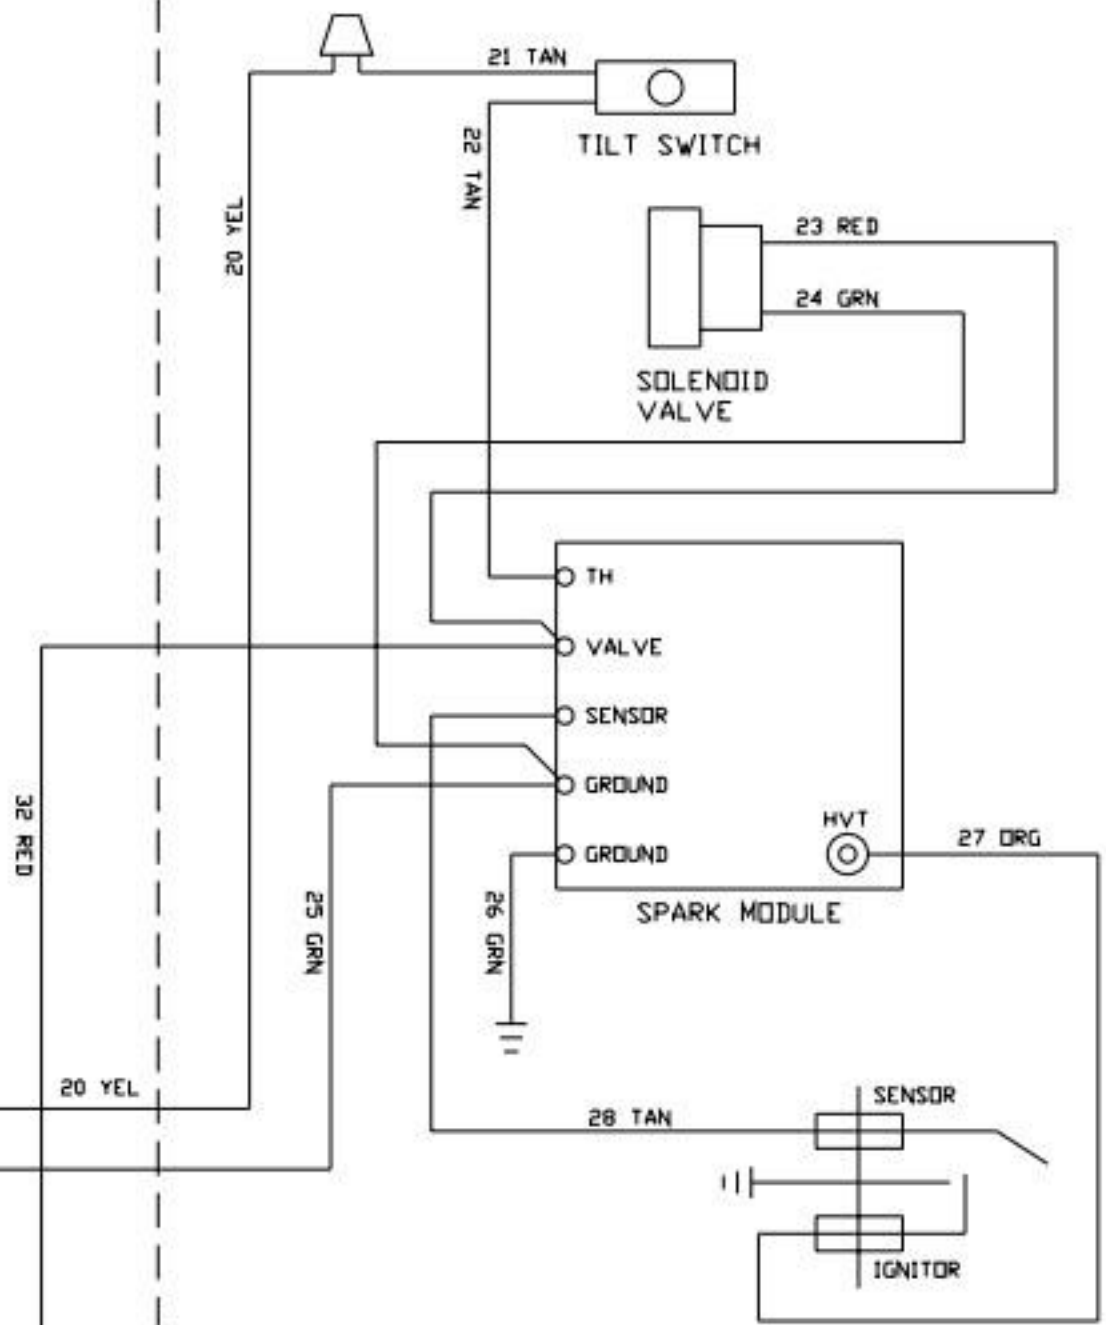 21 TAN
TILT SWITCH
22 TAN
20 YEL
23 RED
24 GRN
SOLENOID
VALVE
TH
VALVE
SENSOR
GROUND
GROUND
HVT
27 ORG
32 RED
25 GRN
26 GRN
SPARK MODULE
20 YEL
28 TAN
SENSOR
IGNITOR